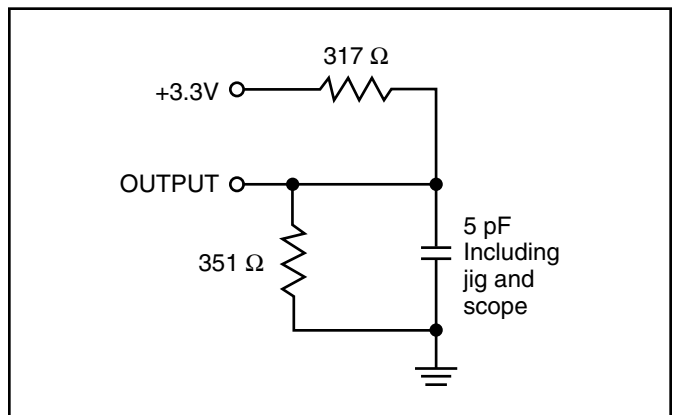 317 Ω
+3.3V
OUTPUT
351 Ω
5 pF
Including
jig and
scope